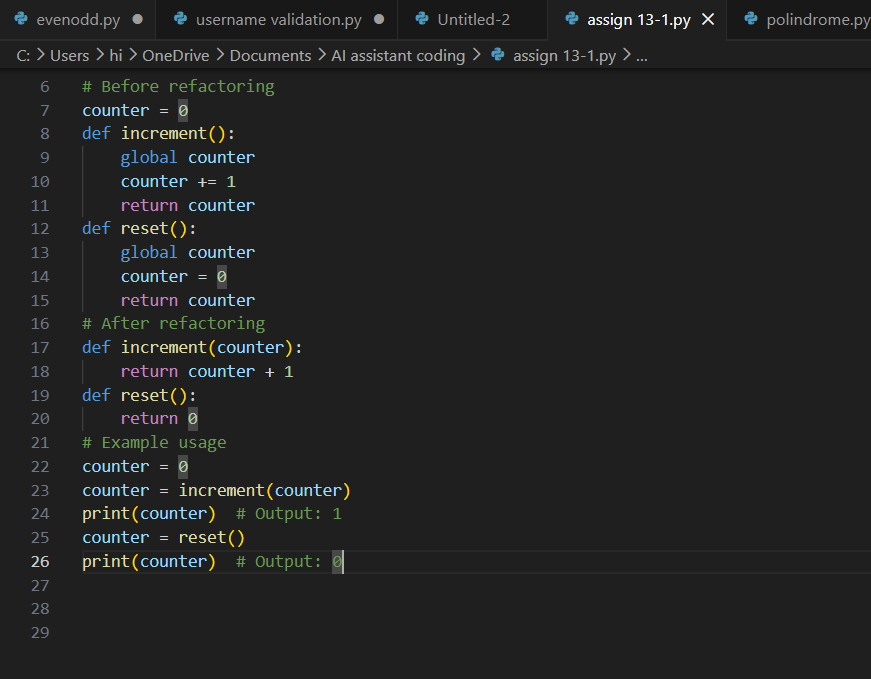 evenodd.py ● username validation.py ● Untitled-2 assign 13-1.py × polindrome.py
C: > Users > hi > OneDrive > Documents > AI assistant coding > assign 13-1.py > ...
6 # Before refactoring
7 counter = 0
8 def increment():
9     global counter
10     counter += 1
11     return counter
12 def reset():
13     global counter
14     counter = 0
15     return counter
16 # After refactoring
17 def increment(counter):
18     return counter + 1
19 def reset():
20     return 0
21 # Example usage
22 counter = 0
23 counter = increment(counter)
24 print(counter)  # Output: 1
25 counter = reset()
26 print(counter)  # Output: 0
27
28
29